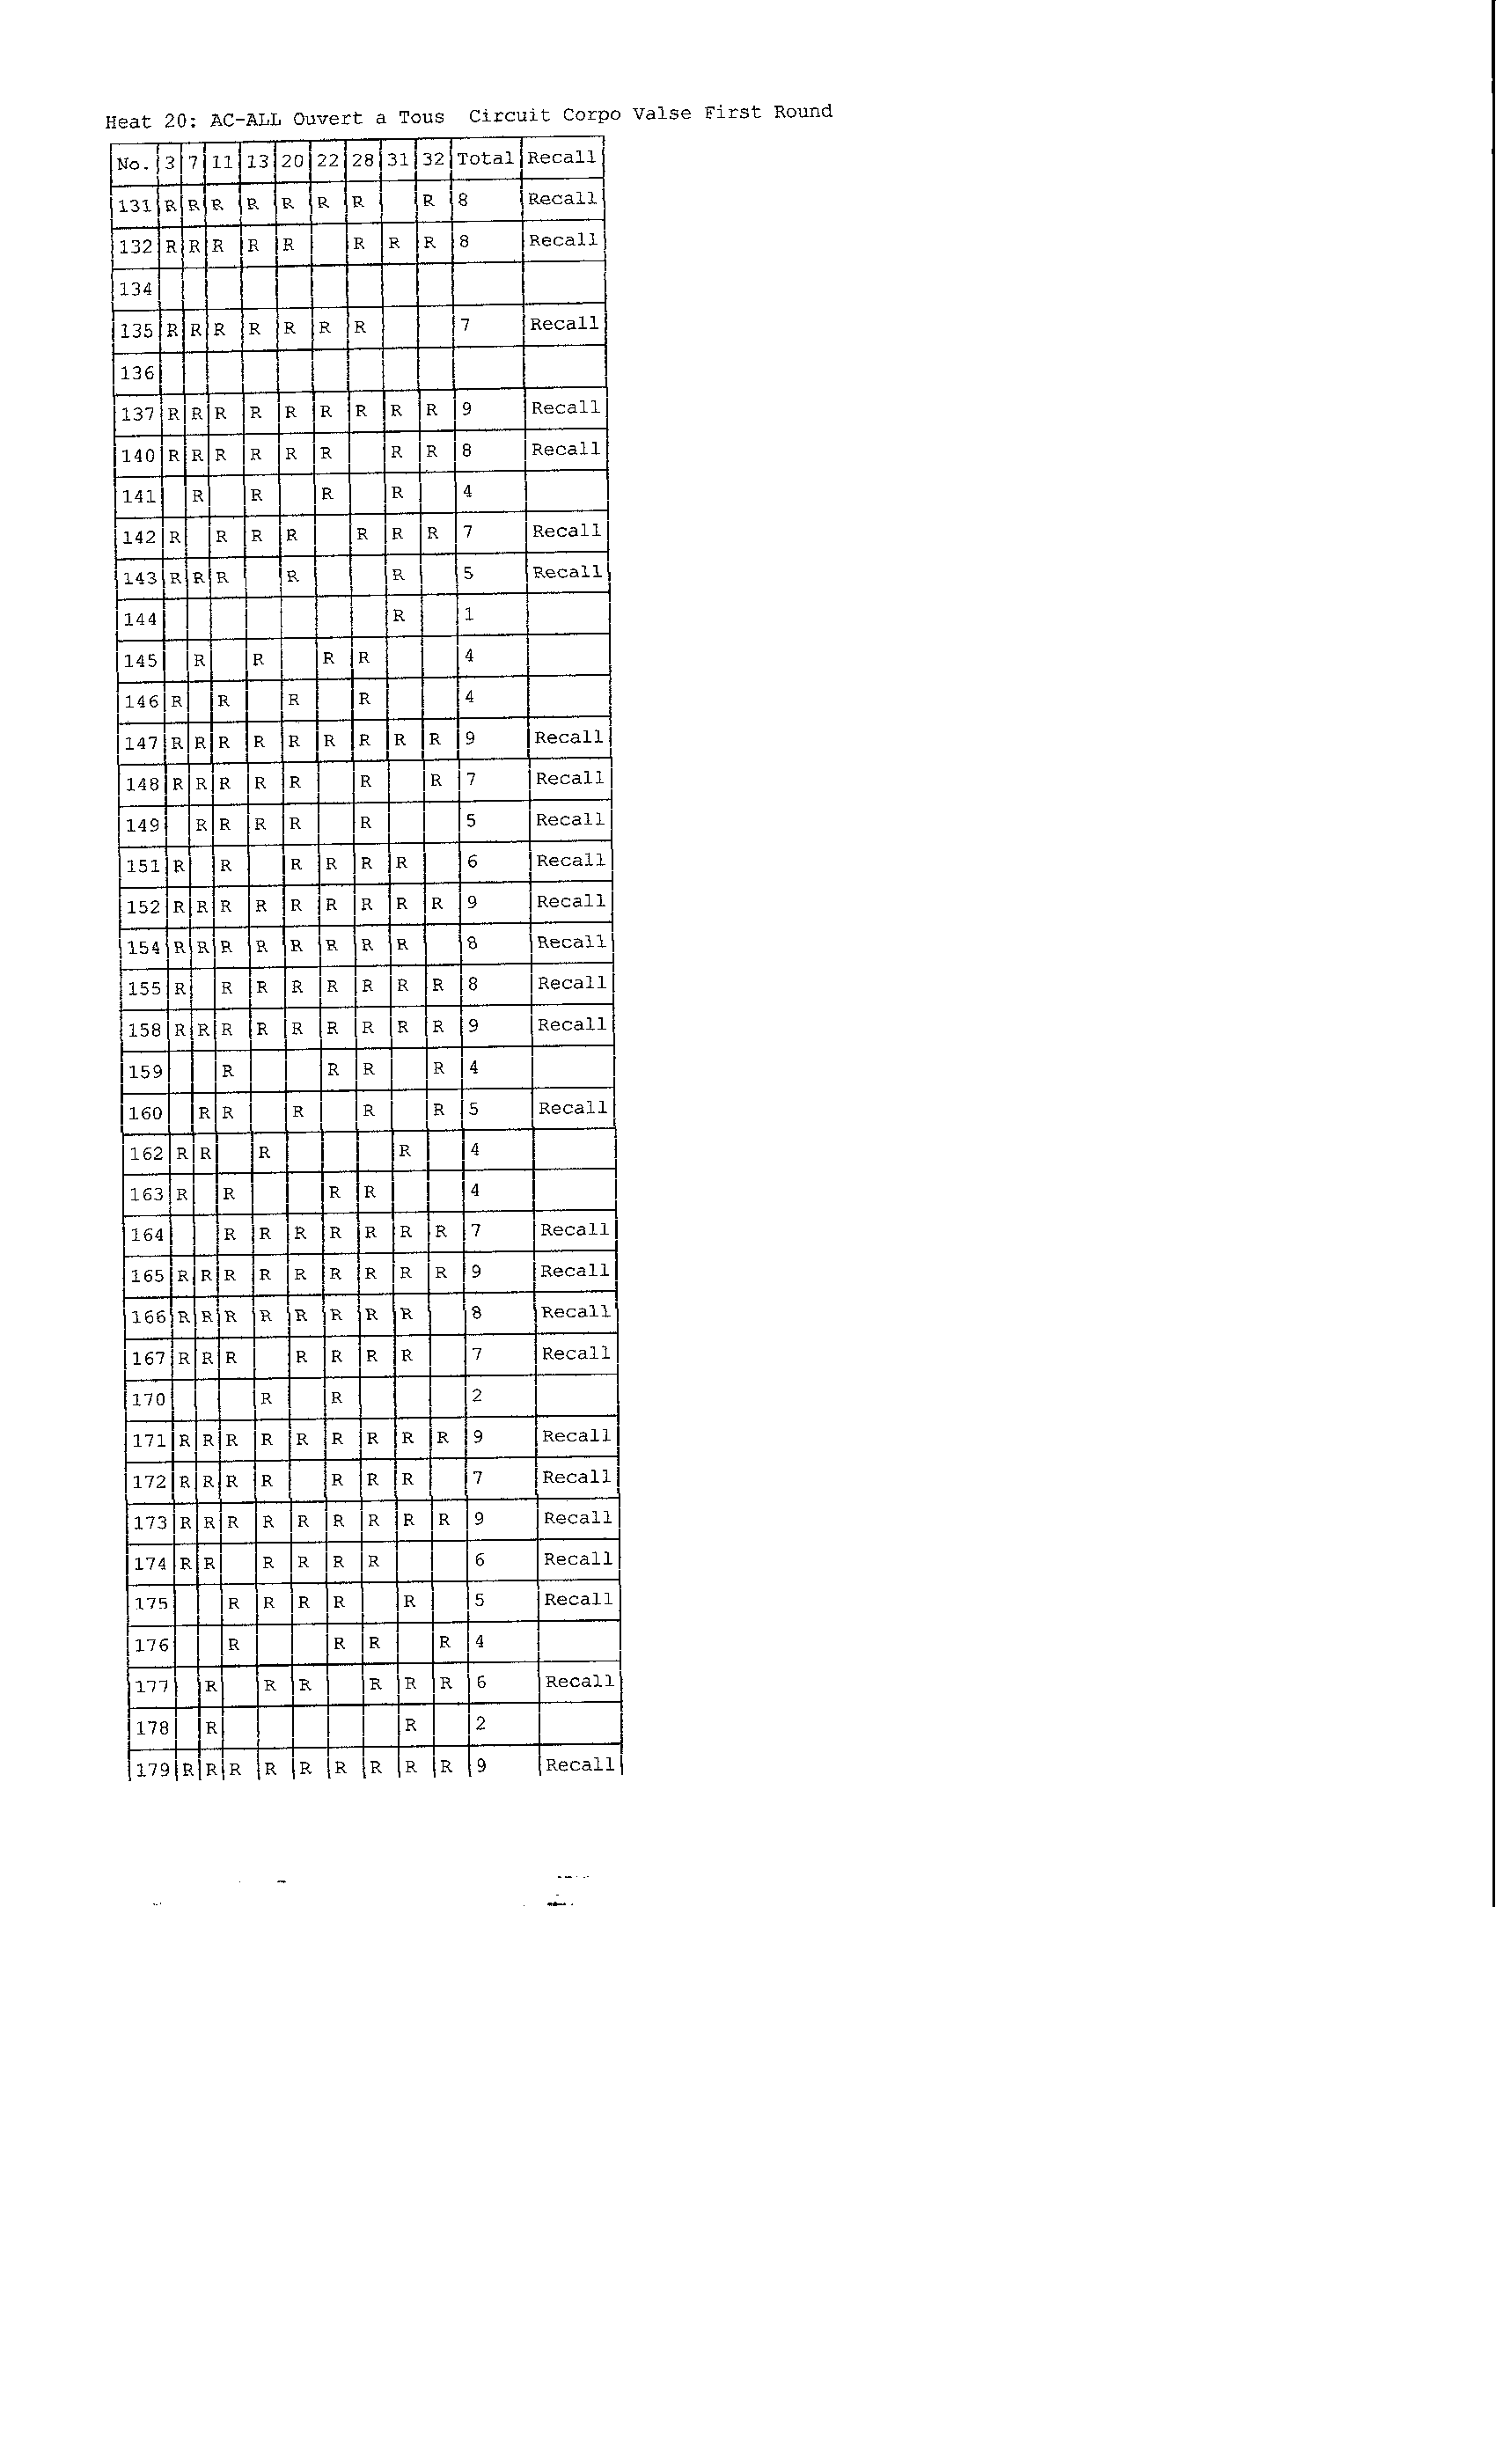 Heat 20: AC-ALL Ouvert a Tous Circuit Corpo Valse First Round
No. 3 7 11 13 20 22 28 31 32 Total Recall
131 R R R R R R R R 8 Recall
132 R R R R R R R R 8 Recall
134
135 R R R R R R R 7 Recall
136
137 R R R R R R R R R 9 Recall
140 R R R R R R R R 8 Recall
141 R R R R 4
142 R R R R R R R 7 Recall
143 R R R R R 5 Recall
144 R 1
145 R R R R 4
146 R R R R 4
147 R R R R R R R R R 9 Recall
148 R R R R R R R 7 Recall
149 R R R R R 5 Recall
151 R R R R R R 6 Recall
152 R R R R R R R R R 9 Recall
154 R R R R R R R R 8 Recall
155 R R R R R R R R 8 Recall
158 R R R R R R R R R 9 Recall
159 R R R R 4
160 R R R R R 5 Recall
162 R R R R 4
163 R R R R 4
164 R R R R R R R 7 Recall
165 R R R R R R R R R 9 Recall
166 R R R R R R R R 8 Recall
167 R R R R R R R 7 Recall
170 R R 2
171 R R R R R R R R R 9 Recall
172 R R R R R R R 7 Recall
173 R R R R R R R R R 9 Recall
174 R R R R R R 6 Recall
175 R R R R R 5 Recall
176 R R R R 4
177 R R R R R R 6 Recall
178 R R 2
179 R R R R R R R R R 9 Recall